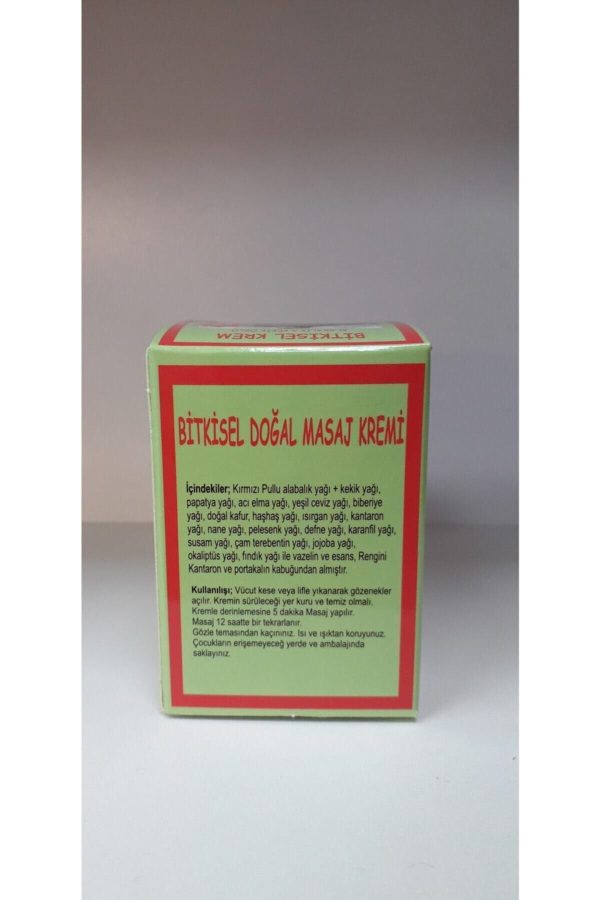 BİTKİSEL KREM
BİTKİSEL DOĞAL MASAJ KREMİ
İçindekiler; Kırmızı Pullu alabalık yağı + kekik yağı,
papatya yağı, acı elma yağı, yeşil ceviz yağı, biberiye
yağı, doğal kafur, haşhaş yağı, ısırgan yağı, kantaron
yağı, nane yağı, pelesenk yağı, defne yağı, karanfil yağı,
susam yağı, çam terebentin yağı, jojoba yağı,
okaliptüs yağı, fındık yağı ile vazelin ve esans, Rengini
Kantaron ve portakalın kabuğundan almıştır.
Kullanılışı; Vücut kese veya lifle yıkanarak gözenekler
açılır. Kremin sürüleceği yer kuru ve temiz olmalı.
Kremle derinlemesine 5 dakika Masaj yapılır.
Masaj 12 saatte bir tekrarlanır.
Gözle temasından kaçınınız. Isı ve ışıktan koruyunuz.
Çocukların erişemeyeceğ yerde ve ambalajında
saklayınız.